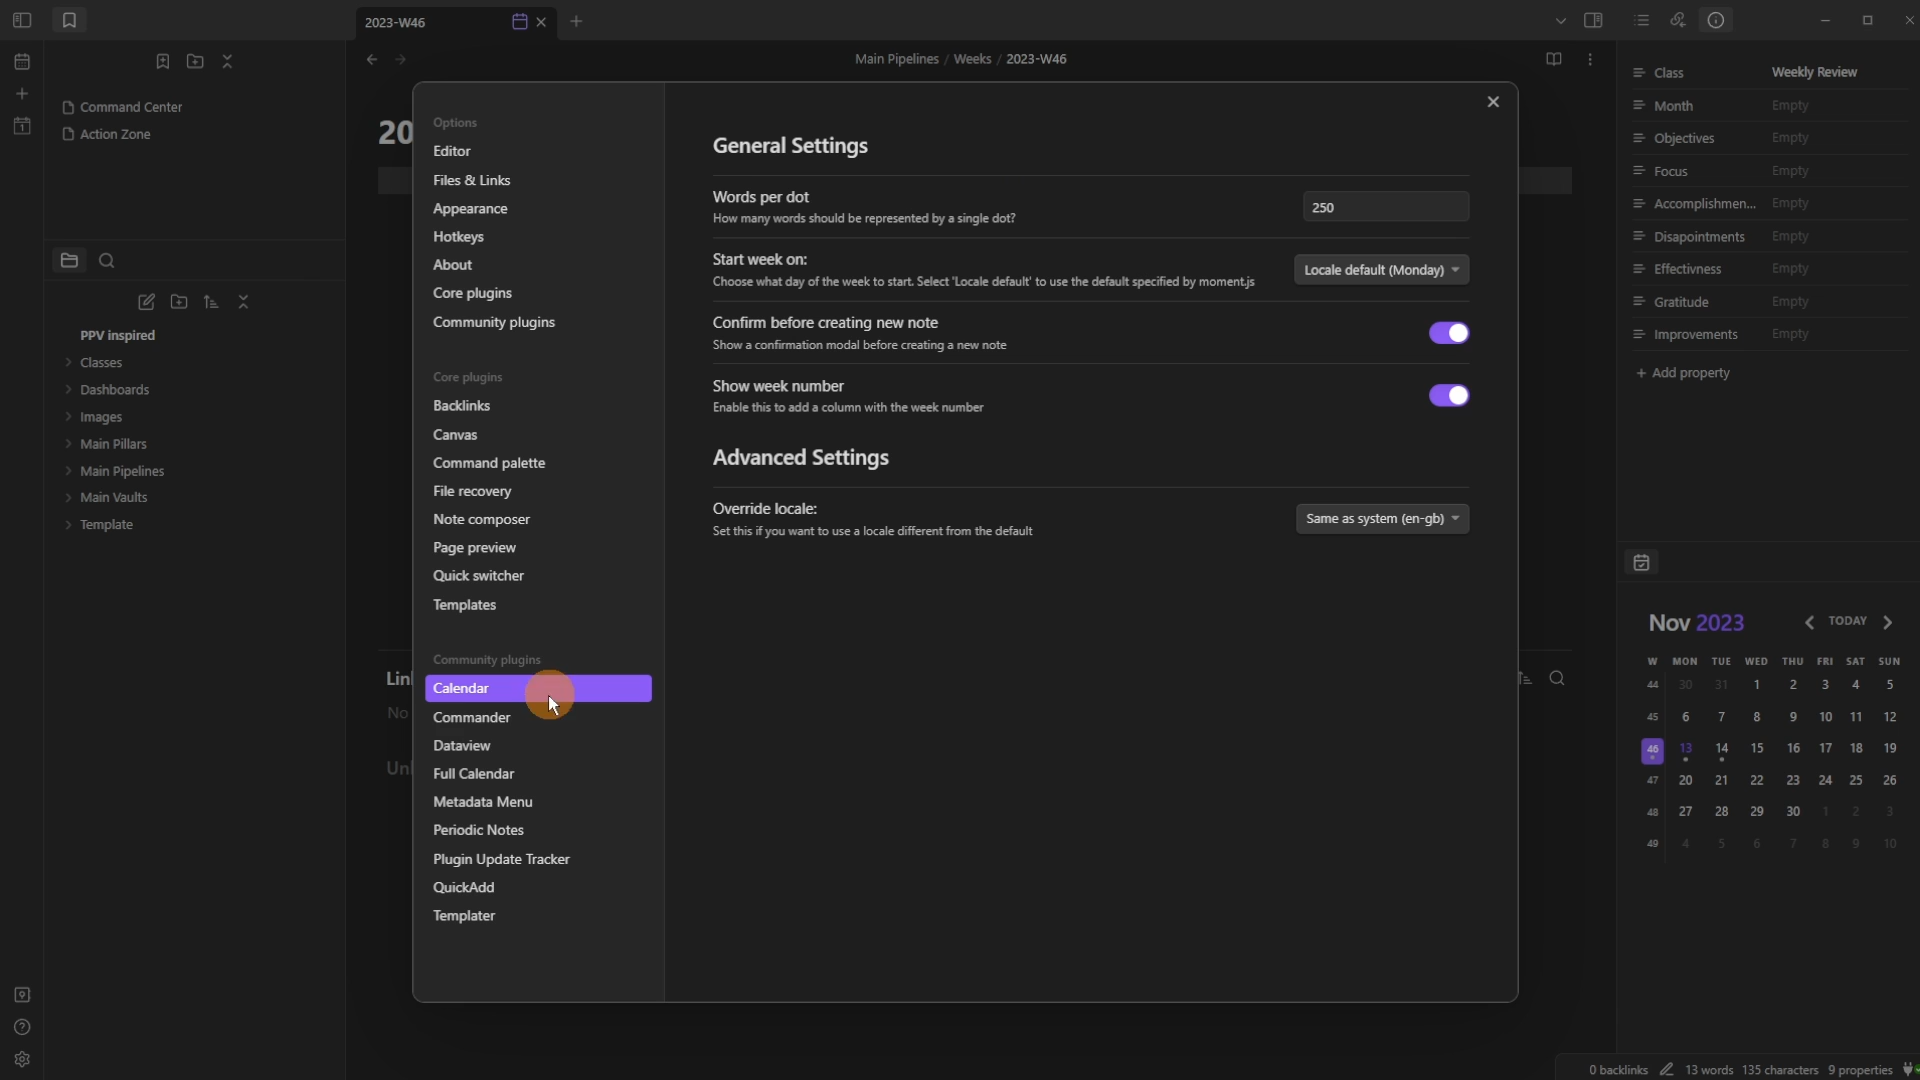 2023-W46
Main Pipelines / Weeks / 2023-W46
Command Center
Action Zone
PPV inspired
Classes
Dashboards
Images
Main Pillars
Main Pipelines
Main Vaults
Template
20
Lin
No
Unl
Options
Editor
Files & Links
Appearance
Hotkeys
About
Core plugins
Community plugins
Core plugins
Backlinks
Canvas
Command palette
File recovery
Note composer
Page preview
Quick switcher
Templates
Community plugins
Calendar
Commander
Dataview
Full Calendar
Metadata Menu
Periodic Notes
Plugin Update Tracker
QuickAdd
Templater
General Settings
Words per dot
How many words should be represented by a single dot?
250
Start week on:
Choose what day of the week to start. Select 'Locale default' to use the default specified by moment.js
Locale default (Monday)
Confirm before creating new note
Show a confirmation modal before creating a new note
Show week number
Enable this to add a column with the week number
Advanced Settings
Override locale:
Set this if you want to use a locale different from the default
Same as system (en-gb)
Class Weekly Review
Month Empty
Objectives Empty
Focus Empty
Accomplishmen... Empty
Disapointments Empty
Effectivness Empty
Gratitude Empty
Improvements Empty
+ Add property
Nov 2023 TODAY
W MON TUE WED THU FRI SAT SUN
44 30 31 1 2 3 4 5
45 6 7 8 9 10 11 12
46 13 14 15 16 17 18 19
47 20 21 22 23 24 25 26
48 27 28 29 30 1 2 3
49 4 5 6 7 8 9 10
0 backlinks 13 words 135 characters 9 properties